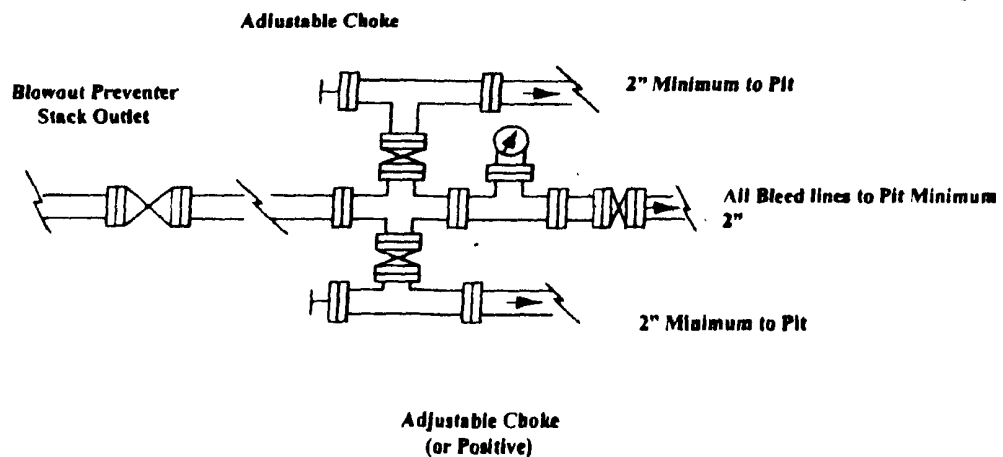 Adjustable Choke
Blowout Preventer
Stack Outlet
2" Minimum to Pit
All Bleed lines to Pit Minimum
2"
2" Minimum to Pit
Adjustable Choke
(or Positive)